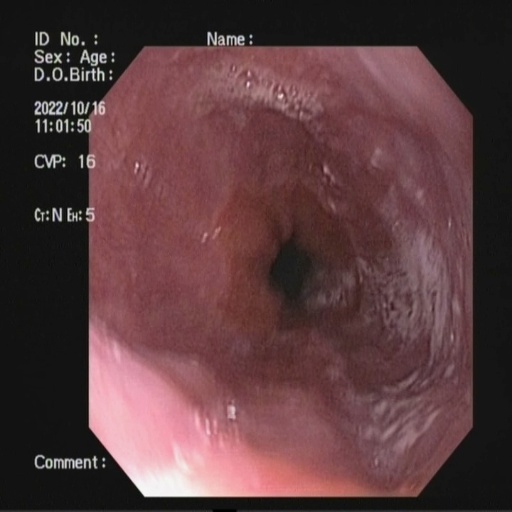 ID No. : Name :
Sex: Age:
D.O.Birth:
2022/10/16
11:01:50
CVP: 16
Cr:N EH:5
Comment: